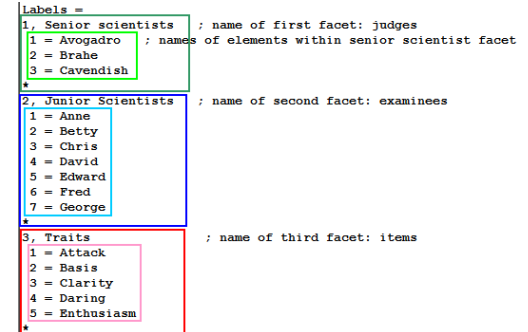 Labels =
1, Senior scientists ; name of first facet: judges
1 = Avogadro ; names of elements within senior scientist facet
2 = Brahe
3 = Cavendish
*
2, Junior Scientists ; name of second facet: examinees
1 = Anne
2 = Betty
3 = Chris
4 = David
5 = Edward
6 = Fred
7 = George
*
3, Traits ; name of third facet: items
1 = Attack
2 = Basis
3 = Clarity
4 = Daring
5 = Enthusiasm
*